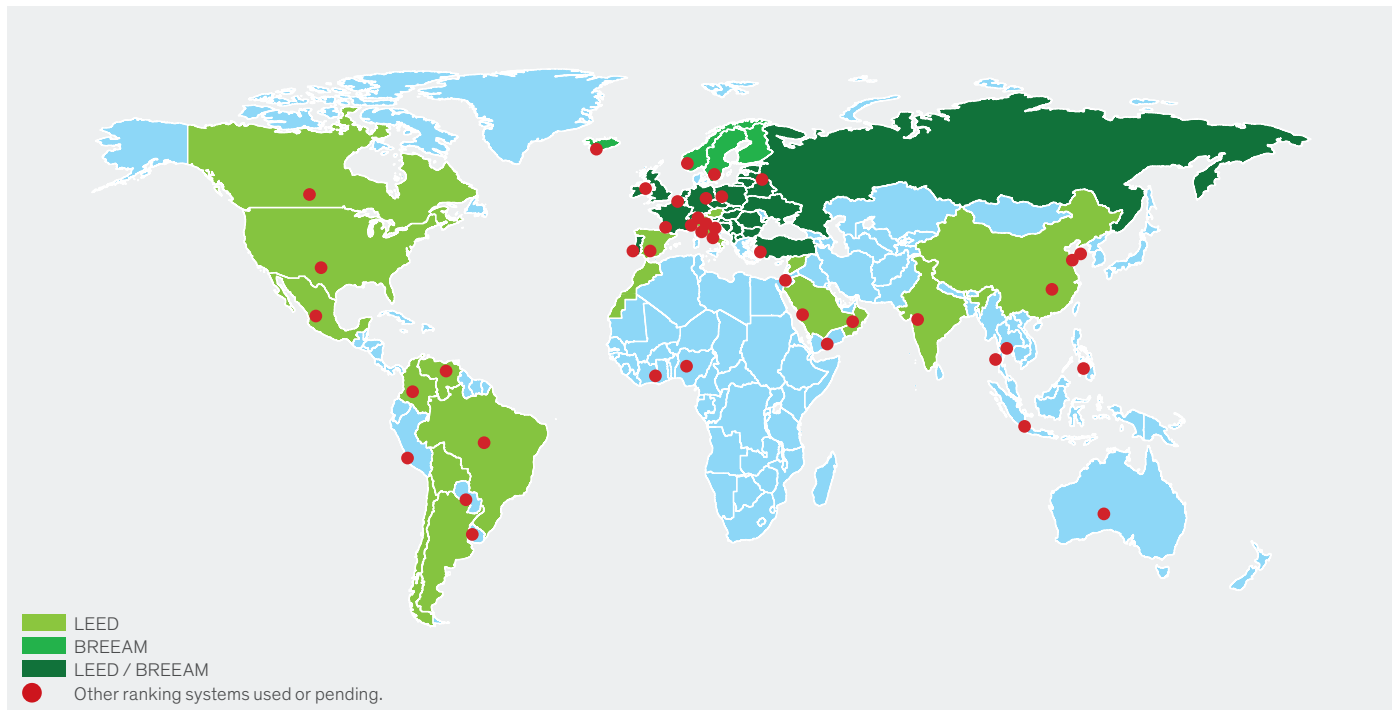 LEED
BREEAM
LEED / BREEAM
Other ranking systems used or pending.